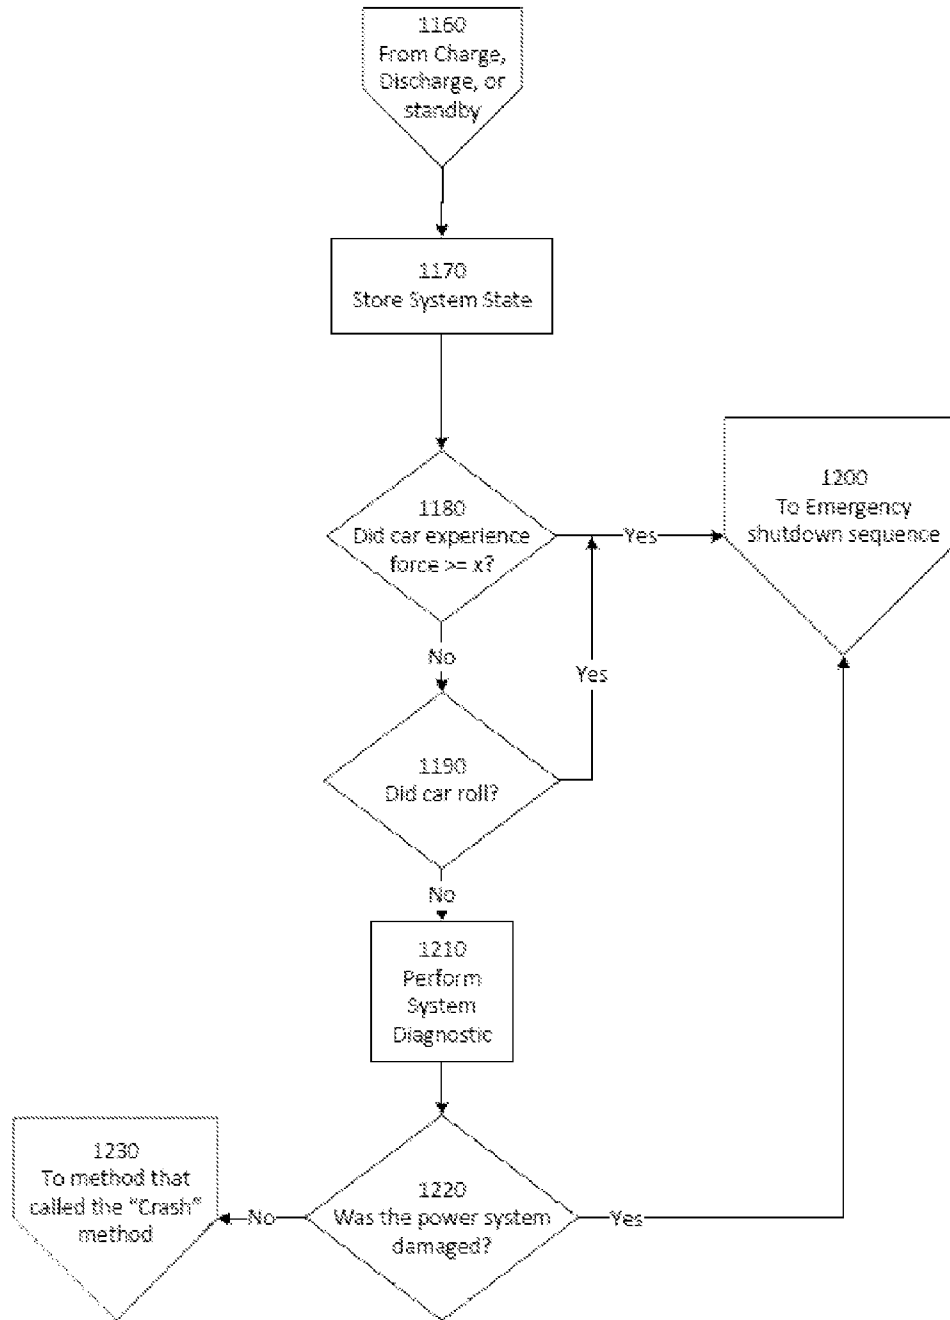 1160
From Charge,
Discharge, or
standby
1170
Store System State
1180
Did car experience
force >= x?
Yes
1200
To Emergency
shutdown sequence
No
Yes
1190
Did car roll?
No
1210
Perform
System
Diagnostic
1230
To method that
called the "Crash"
method
No
1220
Was the power system
damaged?
Yes